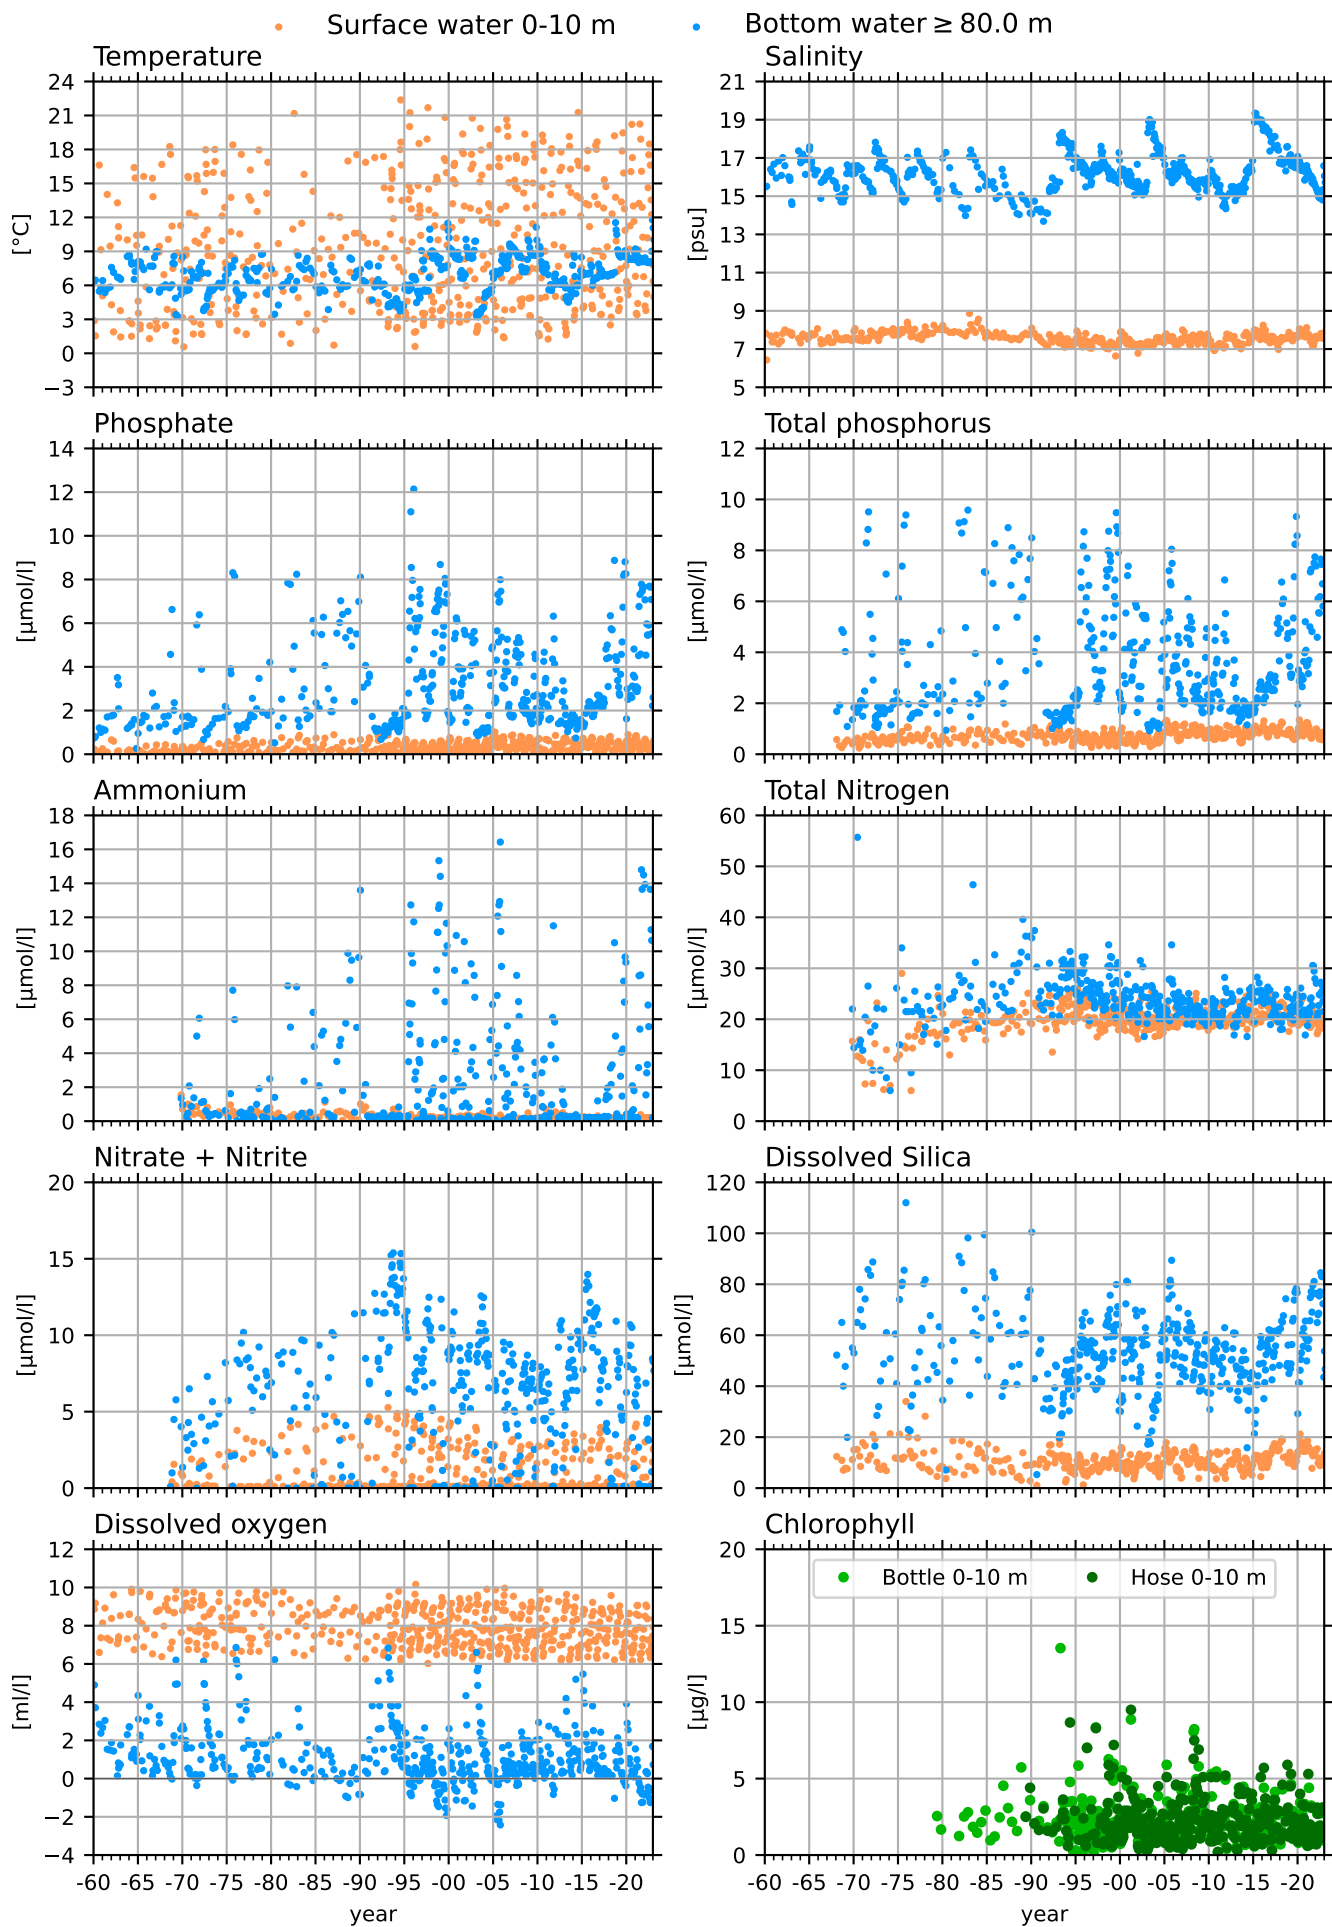 Surface water 0-10 m Bottom water ≥ 80.0 m
Temperature
24
21
18
15
12
9
6
3
0
−3
[°C]
Salinity
21
19
17
15
13
11
9
7
5
[psu]
Phosphate
14
12
10
8
6
4
2
0
[µmol/l]
Total phosphorus
12
10
8
6
4
2
0
[µmol/l]
Ammonium
18
16
14
12
10
8
6
4
2
0
[µmol/l]
Total Nitrogen
60
50
40
30
20
10
0
[µmol/l]
Nitrate + Nitrite
20
15
10
5
0
[µmol/l]
Dissolved Silica
120
100
80
60
40
20
0
[µmol/l]
Dissolved oxygen
12
10
8
6
4
2
0
−2
−4
[ml/l]
-60 -65 -70 -75 -80 -85 -90 -95 -00 -05 -10 -15 -20
year
Chlorophyll
Bottle 0-10 m Hose 0-10 m
20
15
10
5
0
[µg/l]
-60 -65 -70 -75 -80 -85 -90 -95 -00 -05 -10 -15 -20
year